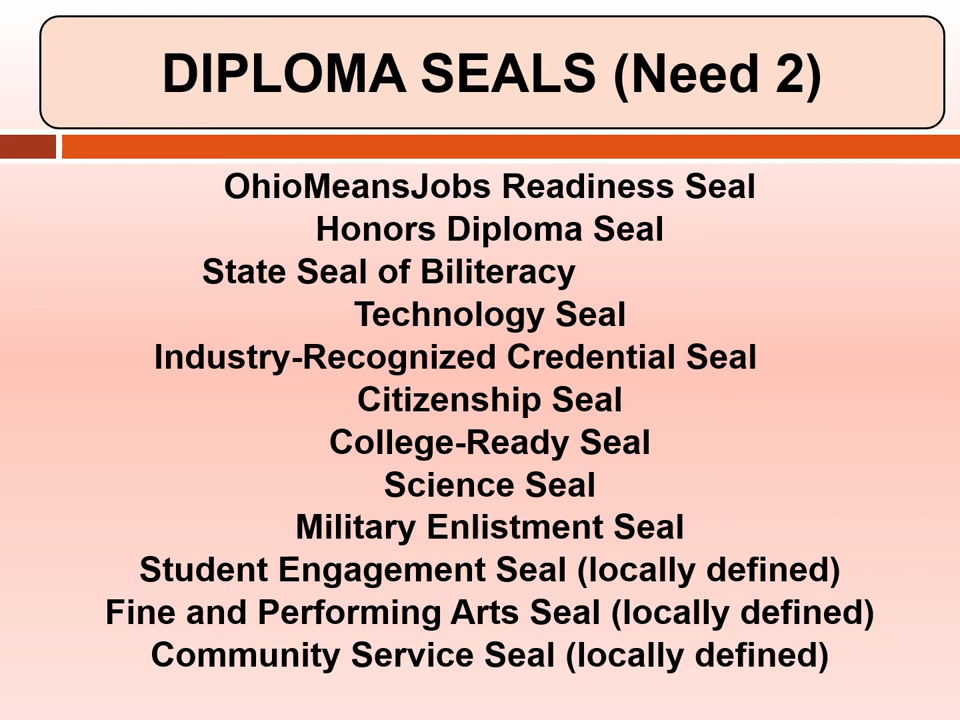 DIPLOMA SEALS (Need 2)
OhioMeansJobs Readiness Seal
Honors Diploma Seal
State Seal of Biliteracy
Technology Seal
Industry-Recognized Credential Seal
Citizenship Seal
College-Ready Seal
Science Seal
Military Enlistment Seal
Student Engagement Seal (locally defined)
Fine and Performing Arts Seal (locally defined)
Community Service Seal (locally defined)